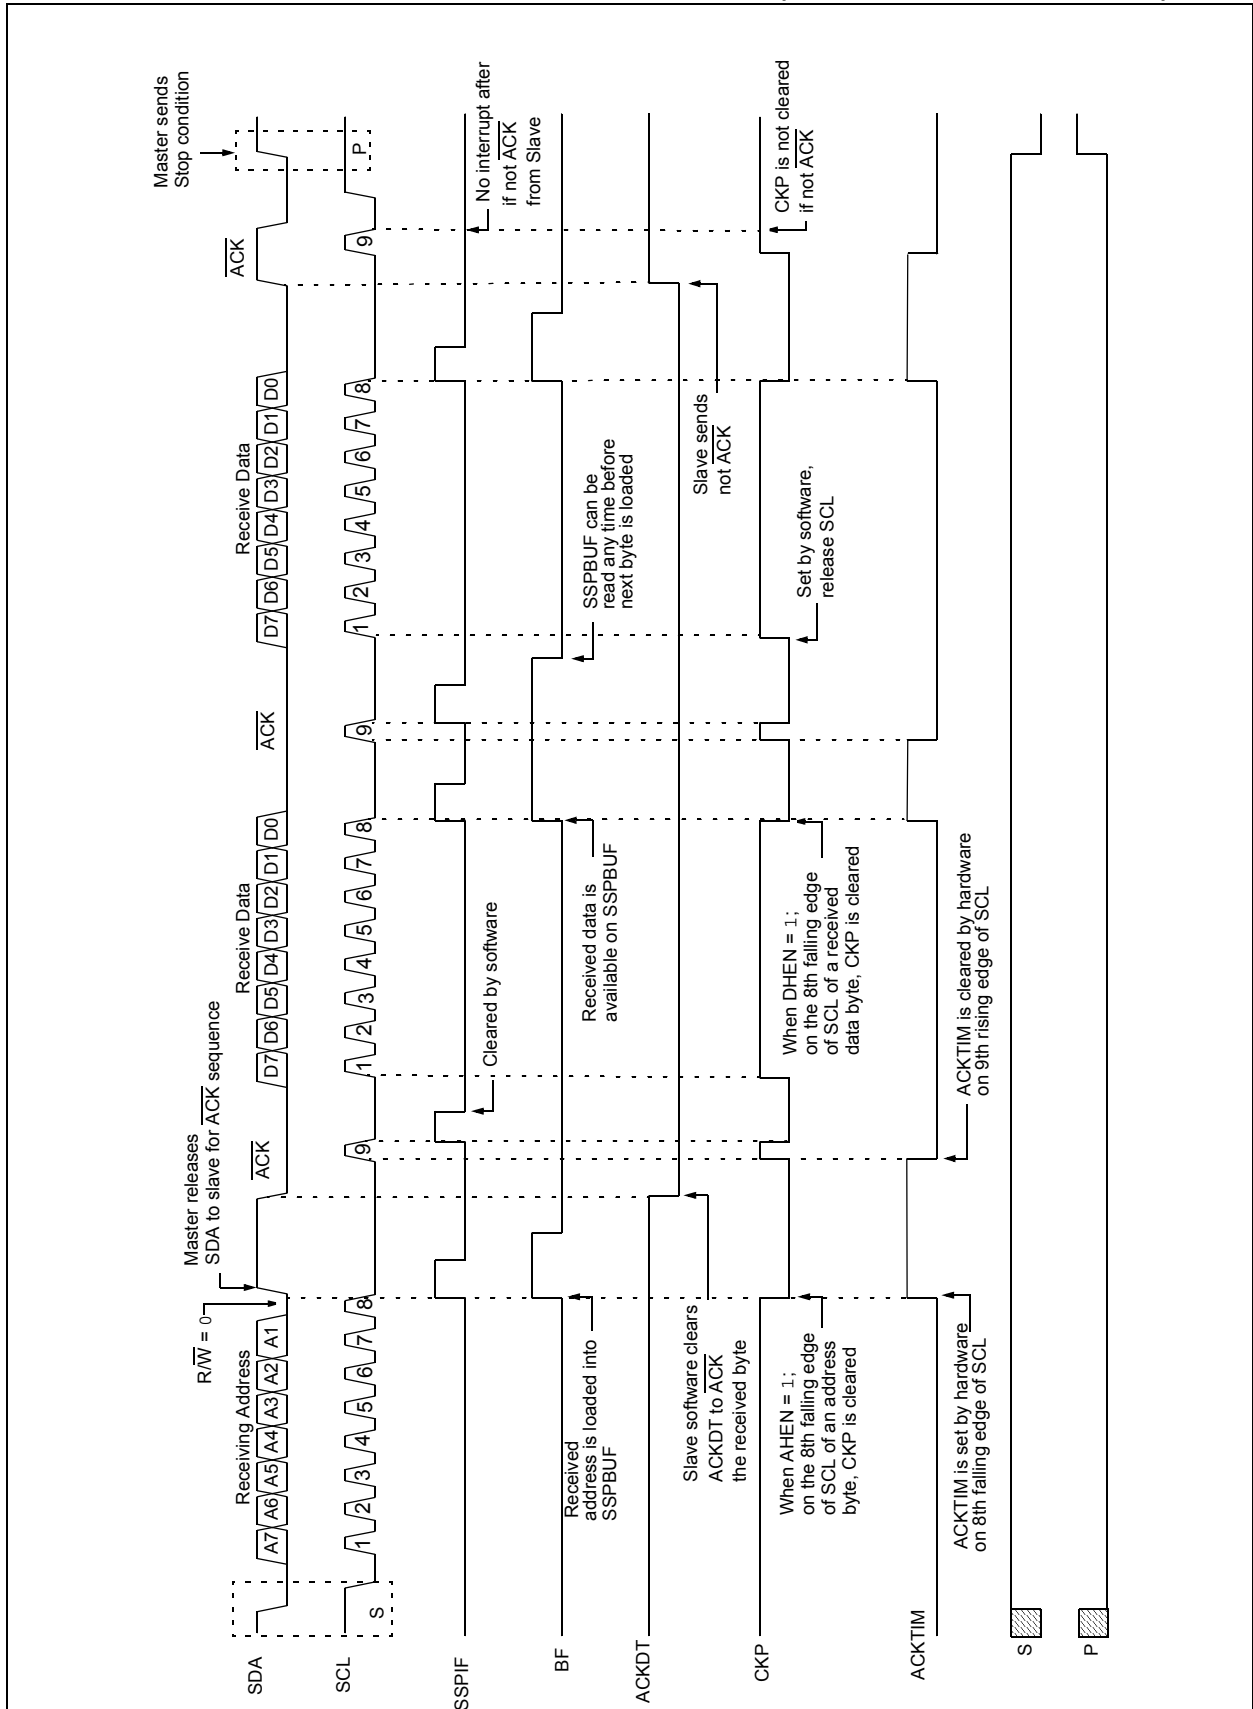 Master sends
Stop condition
Master releases
SDA to slave for ACK sequence
R/W = 0
Receiving Address
Receive Data
Receive Data
ACK
ACK
ACK
SDA
A7 A6 A5 A4 A3 A2 A1
D7 D6 D5 D4 D3 D2 D1 D0
D7 D6 D5 D4 D3 D2 D1 D0
SCL
S
1 2 3 4 5 6 7 8 9
1 2 3 4 5 6 7 8 9
1 2 3 4 5 6 7 8 9
P
SSPIF
Cleared by software
No interrupt after
if not ACK
from Slave
BF
Received
address is loaded into
SSPBUF
Received data is
available on SSPBUF
SSPBUF can be
read any time before
next byte is loaded
ACKDT
Slave software clears
ACKDT to ACK
the received byte
Slave sends
not ACK
CKP
When AHEN = 1;
on the 8th falling edge
of SCL of an address
byte, CKP is cleared
When DHEN = 1;
on the 8th falling edge
of SCL of a received
data byte, CKP is cleared
Set by software,
release SCL
CKP is not cleared
if not ACK
ACKTIM
ACKTIM is set by hardware
on 8th falling edge of SCL
ACKTIM is cleared by hardware
on 9th rising edge of SCL
S
P